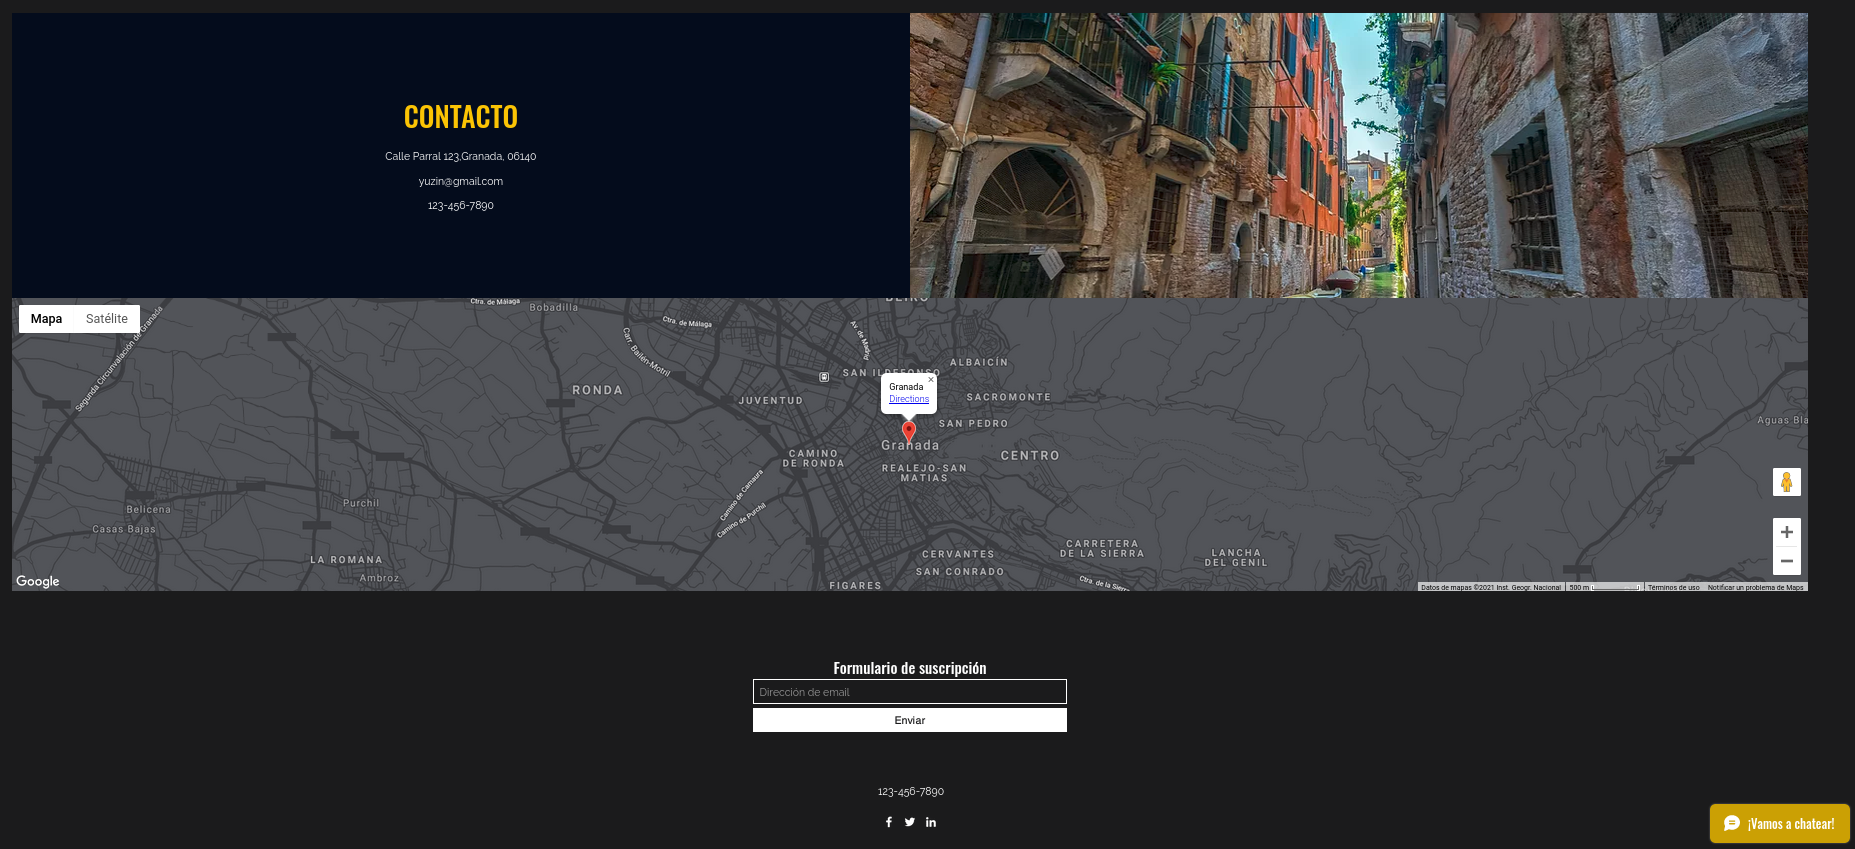 CONTACTO
Calle Parral 123,Granada, 06140
yuzin@gmail.com
123-456-7890
Mapa
Satélite
Segunda Circunvalación de Granada
Ctra. de Málaga
Bobadilla
Carr. Bailén-Motril
Ctra. de Málaga
BEIRO
SAN ILDEFONSO
ALBAICÍN
Granada
Directions
RONDA
JUVENTUD
SACROMONTE
SAN PEDRO
Granada
CENTRO
CAMINO
DE RONDA
REALEJO-SAN
MATIAS
Aguas Bla
Camino de Camaura
Camino de Purchil
Purchil
Belicena
Casas Bajas
LA ROMANA
Ambroz
CERVANTES
SAN CONRADO
FIGARES
CARRETERA
DE LA SIERRA
LANCHA
DEL GENIL
Ctra. de la Sierra
Google
Datos de mapas ©2021 Inst. Geogr. Nacional
500 m
Términos de uso
Notificar un problema de Maps
Formulario de suscripción
Dirección de email
Enviar
123-456-7890
¡Vamos a chatear!